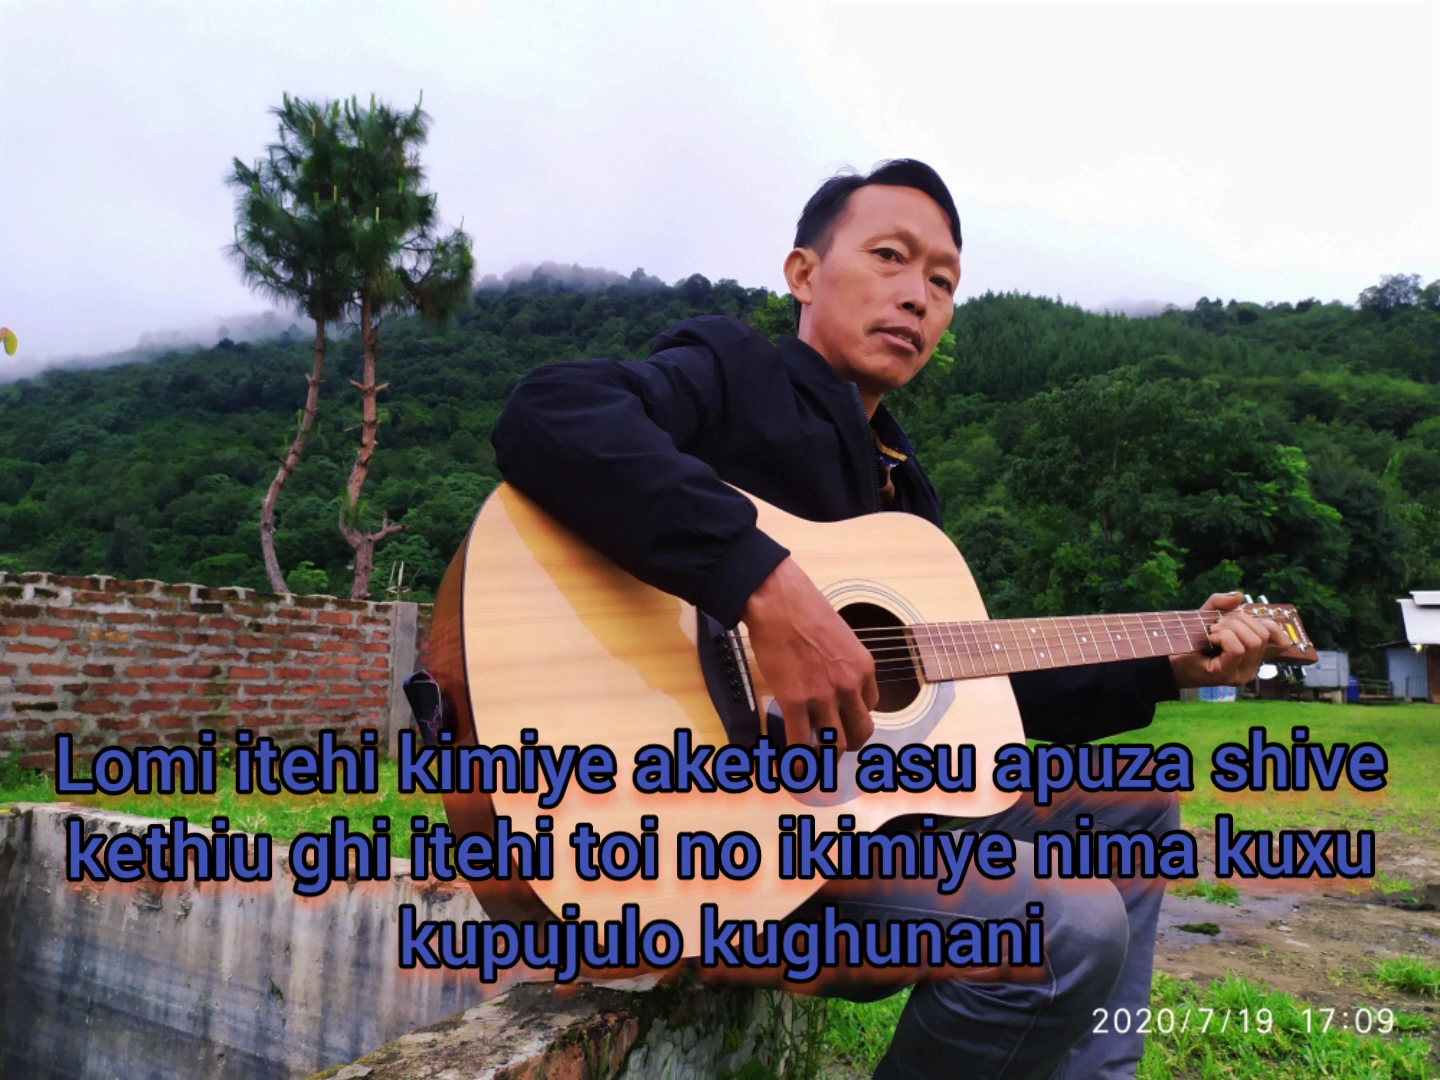 Lomi itehi kimiye aketoi asu apuza shive
kethiu ghi itehi toi no ikimiye nima kuxu
kupujulo kughunani
2020/7/19 17:09